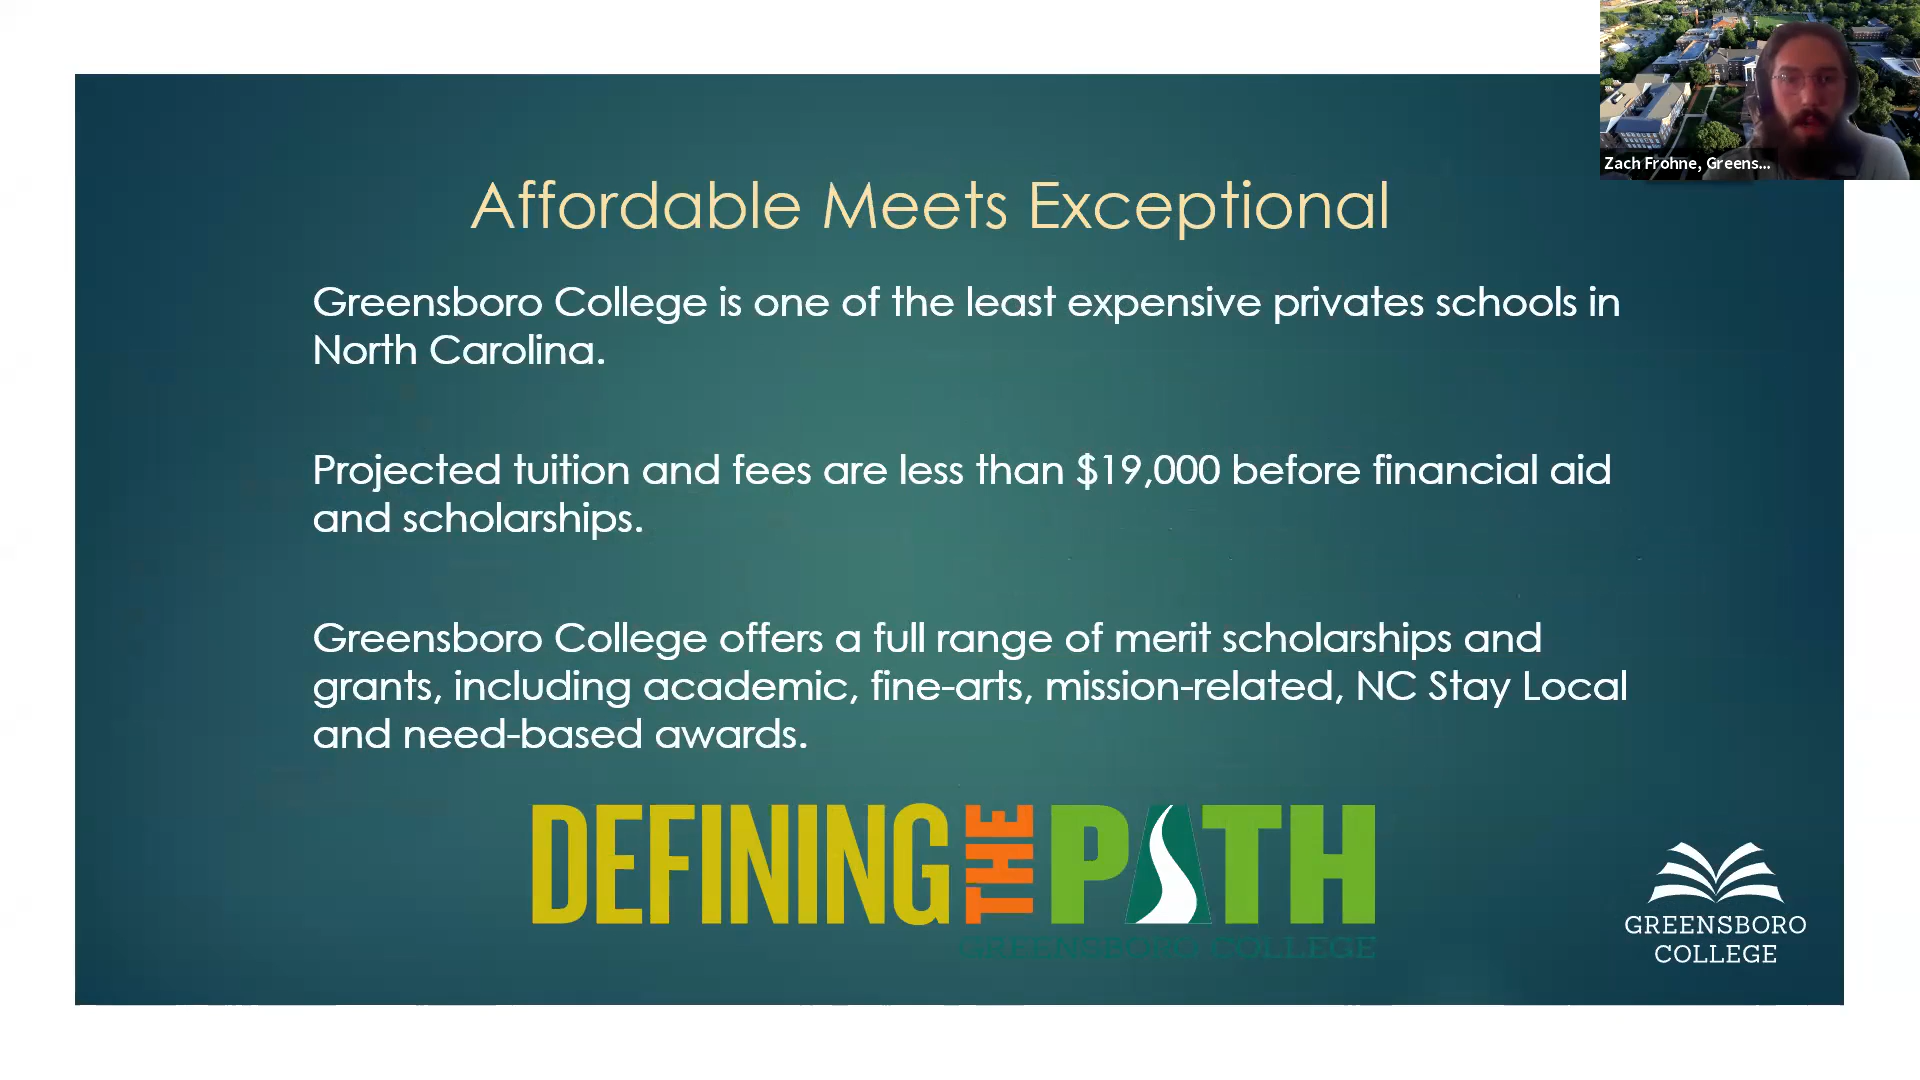 Zach Frohne, Greens...
Affordable Meets Exceptional
Greensboro College is one of the least expensive privates schools in
North Carolina.
Projected tuition and fees are less than $19,000 before financial aid
and scholarships.
Greensboro College offers a full range of merit scholarships and
grants, including academic, fine-arts, mission-related, NC Stay Local
and need-based awards.
DEFINING THE PATH
GREENSBORO COLLEGE
GREENSBORO
COLLEGE